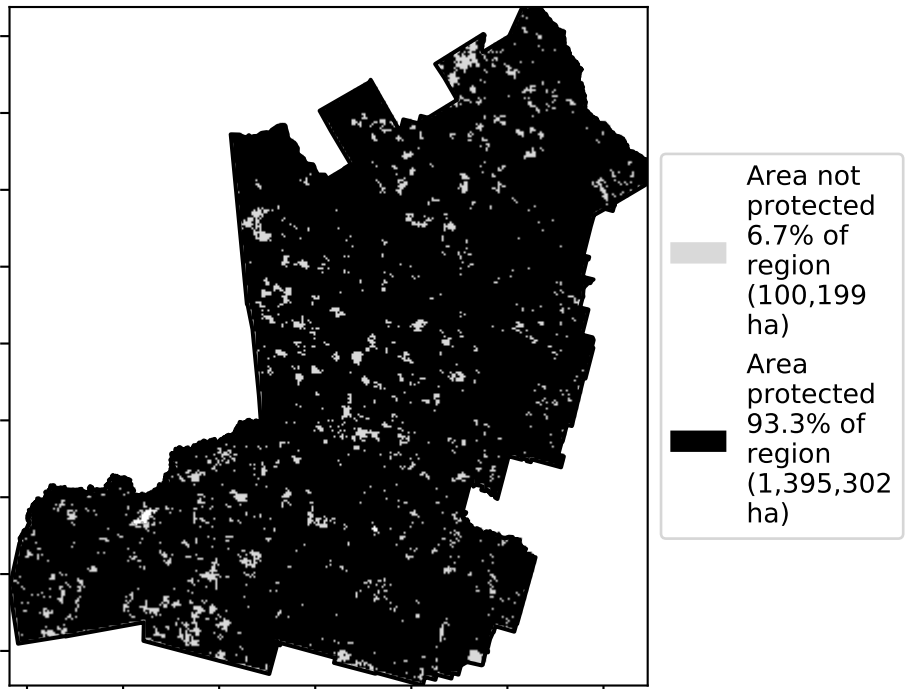 Area not
protected
6.7% of
region
(100,199
ha)
Area
protected
93.3% of
region
(1,395,302
ha)